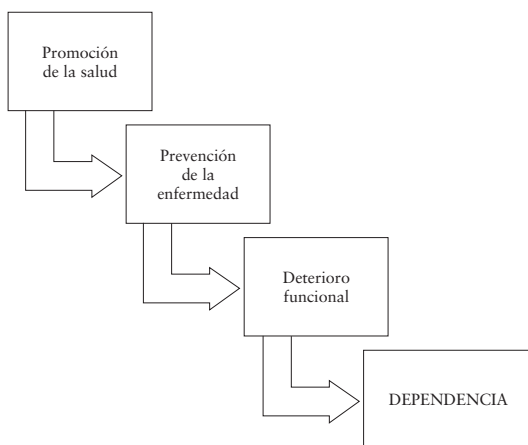 Promoción
de la salud
Prevención
de la
enfermedad
Deterioro
funcional
DEPENDENCIA